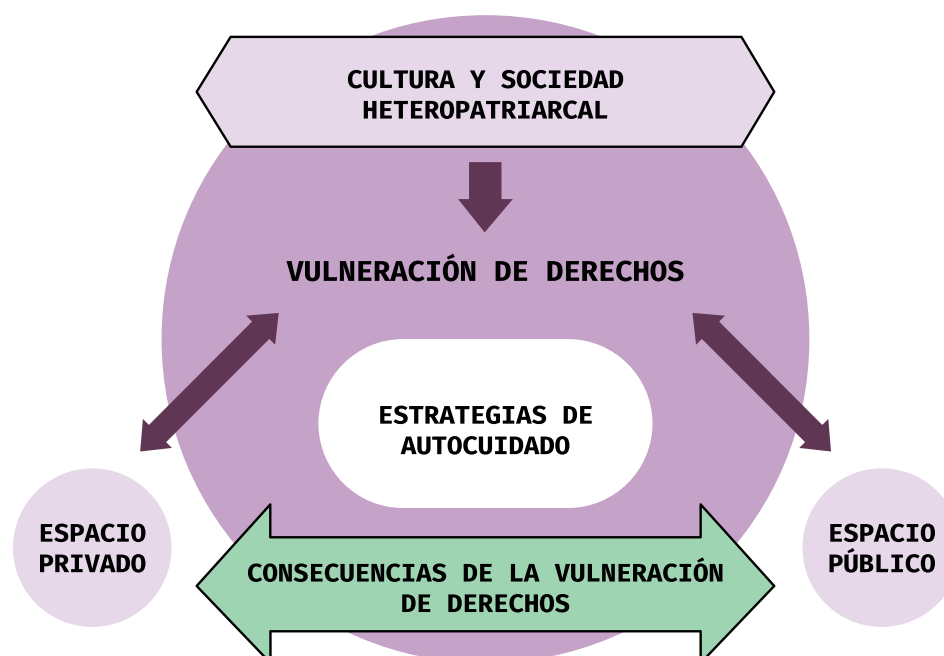 CULTURA Y SOCIEDAD
HETEROPATRIARCAL
VULNERACIÓN DE DERECHOS
ESTRATEGIAS DE
AUTOCUIDADO
ESPACIO
PRIVADO
ESPACIO
PÚBLICO
CONSECUENCIAS DE LA VULNERACIÓN
DE DERECHOS